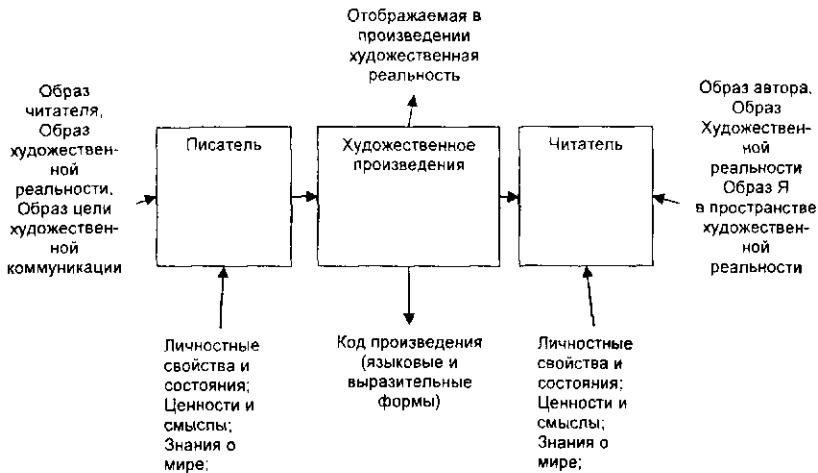 Отображаемая в
произведении
художественная
реальность
Образ
читателя,
Образ
художествен-
ной
реальности,
Образ цели
художествен-
ной
коммуникации
Писатель
Художественное
произведения
Читатель
Образ автора,
Образ
Художествен-
ной
реальности
Образ Я
в пространстве
художествен-
ной
реальности
Личностные
свойства и
состояния;
Ценности и
смыслы;
Знания о
мире;
Код произведения
(языковые и
выразительные
формы)
Личностные
свойства и
состояния;
Ценности и
смыслы;
Знания о
мире;